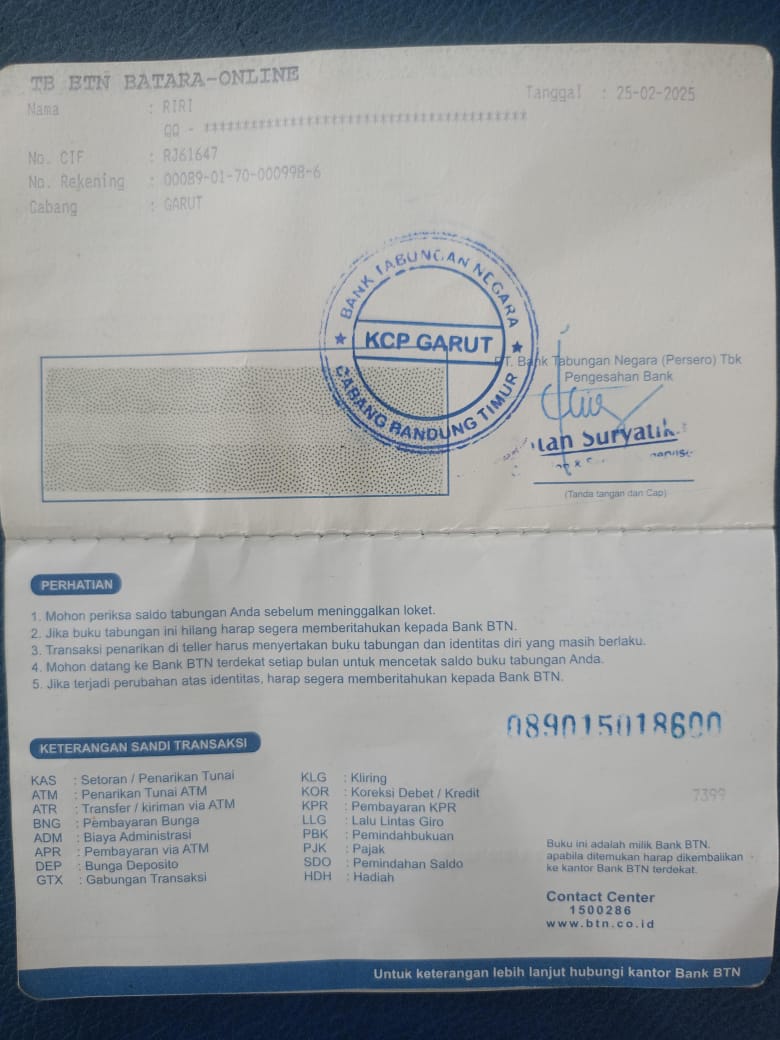 TB BTN BATARA-ONLINE
Tanggal : 25-02-2025
Nama : RIRI
QQ - ******************************************
No. CIF : RJ61647
No. Rekening : 00089-01-70-000998-6
Cabang : GARUT
BANK TABUNGAN NEGARA
KCP GARUT
CABANG BANDUNG TIMUR
PT. Bank Tabungan Negara (Persero) Tbk
Pengesahan Bank
Suryatik
(Tanda tangan dan Cap)
PERHATIAN
1. Mohon periksa saldo tabungan Anda sebelum meninggalkan loket.
2. Jika buku tabungan ini hilang harap segera memberitahukan kepada Bank BTN.
3. Transaksi penarikan di teller harus menyertakan buku tabungan dan identitas diri yang masih berlaku.
4. Mohon datang ke Bank BTN terdekat setiap bulan untuk mencetak saldo buku tabungan Anda.
5. Jika terjadi perubahan atas identitas, harap segera memberitahukan kepada Bank BTN.
089015018600
KETERANGAN SANDI TRANSAKSI
KAS : Setoran / Penarikan Tunai
ATM : Penarikan Tunai ATM
ATR : Transfer / kiriman via ATM
BNG : Pembayaran Bunga
ADM : Biaya Administrasi
APR : Pembayaran via ATM
DEP : Bunga Deposito
GTX : Gabungan Transaksi
KLG : Kliring
KOR : Koreksi Debet / Kredit
KPR : Pembayaran KPR
LLG : Lalu Lintas Giro
PBK : Pemindahbukuan
PJK : Pajak
SDO : Pemindahan Saldo
HDH : Hadiah
7399
Buku ini adalah milik Bank BTN.
apabila ditemukan harap dikembalikan
ke kantor Bank BTN terdekat.
Contact Center
1500286
www.btn.co.id
Untuk keterangan lebih lanjut hubungi kantor Bank BTN